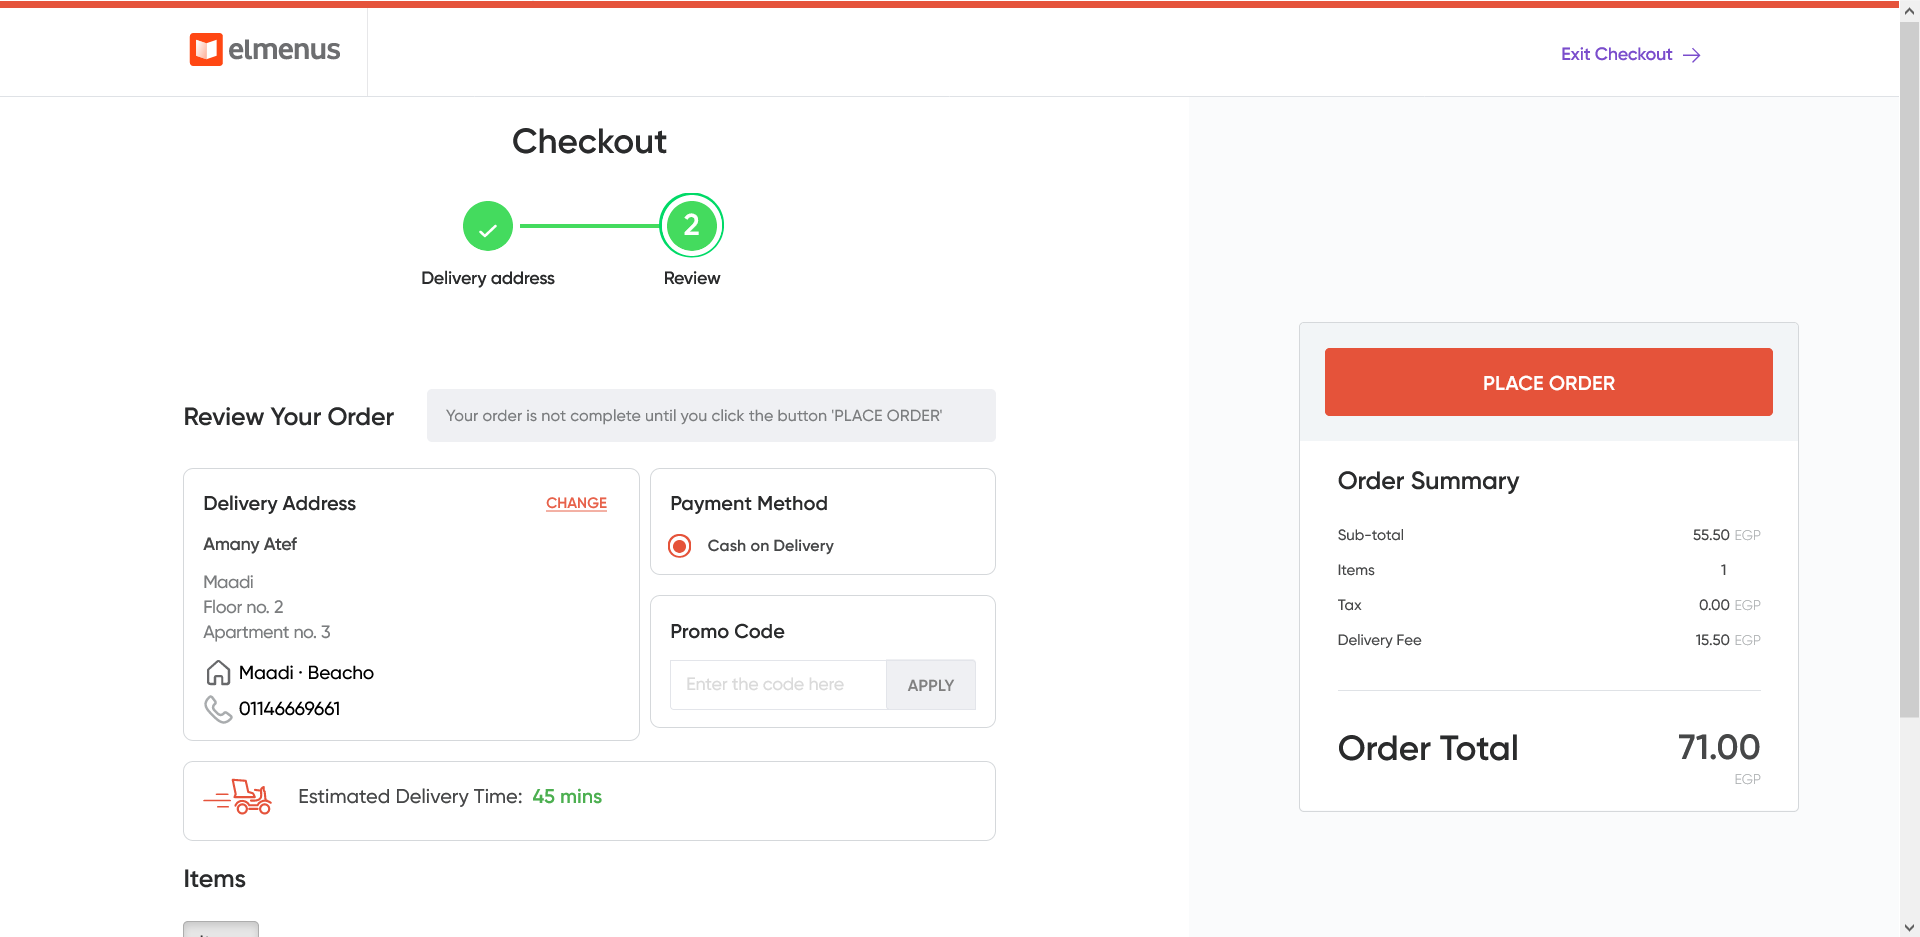 elmenus
Exit Checkout
Checkout
2
Delivery address
Review
Review Your Order
Your order is not complete until you click the button 'PLACE ORDER'
Delivery Address
CHANGE
Amany Atef
Maadi
Floor no. 2
Apartment no. 3
Maadi · Beacho
01146669661
Payment Method
Cash on Delivery
Promo Code
Enter the code here
APPLY
Estimated Delivery Time: 45 mins
Items
PLACE ORDER
Order Summary
Sub-total 55.50 EGP
Items 1
Tax 0.00 EGP
Delivery Fee 15.50 EGP
Order Total 71.00
EGP